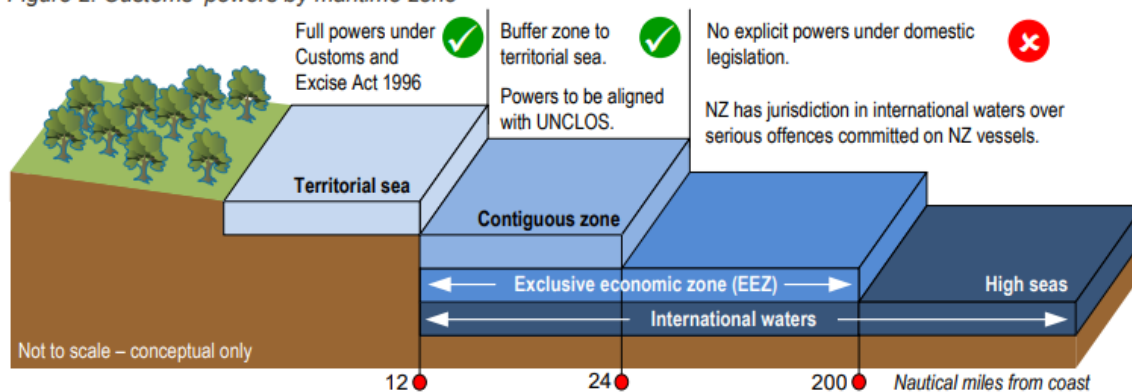 Full powers under
Customs and
Excise Act 1996
Buffer zone to
territorial sea.
Powers to be aligned
with UNCLOS.
No explicit powers under domestic
legislation.
NZ has jurisdiction in international waters over
serious offences committed on NZ vessels.
Territorial sea
Contiguous zone
Exclusive economic zone (EEZ)
High seas
International waters
Not to scale – conceptual only
12
24
200
Nautical miles from coast